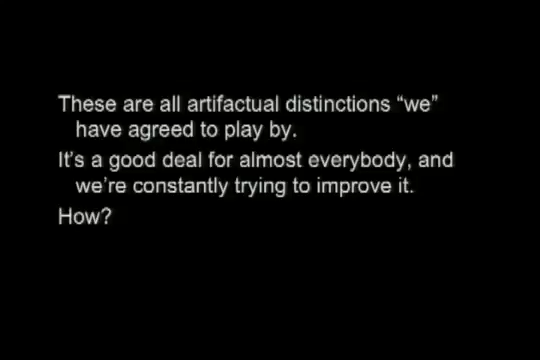 These are all artifactual distinctions “we”
have agreed to play by.
It’s a good deal for almost everybody, and
we’re constantly trying to improve it.
How?